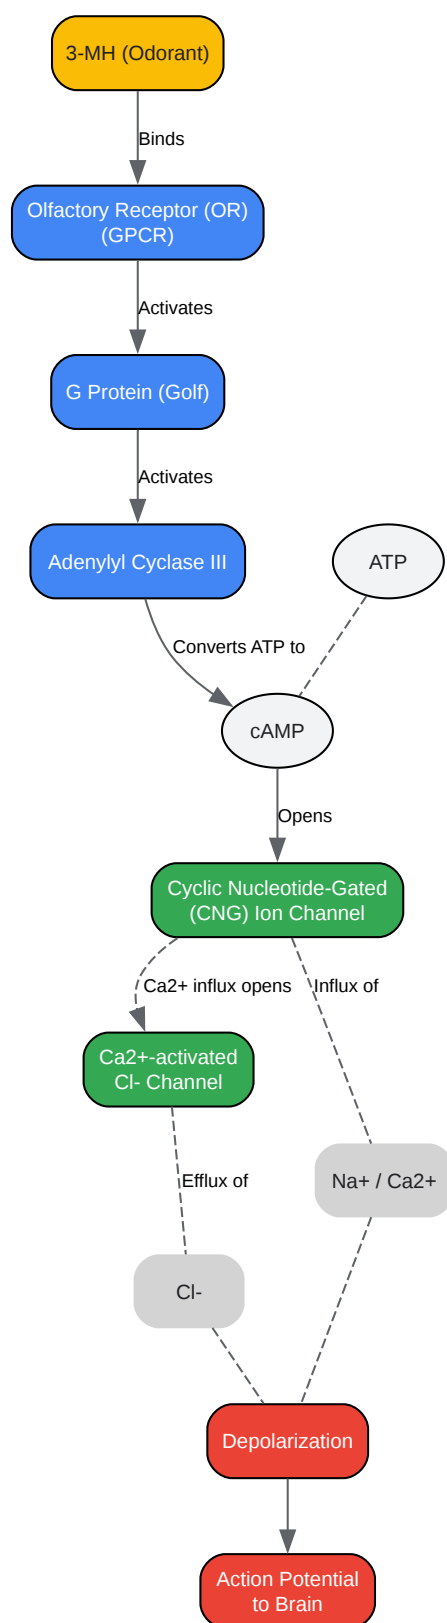 3-MH (Odorant)
Binds
Olfactory Receptor (OR)
(GPCR)
Activates
G Protein (Golf)
Activates
Adenylyl Cyclase III
ATP
Converts ATP to
cAMP
Opens
Cyclic Nucleotide-Gated
(CNG) Ion Channel
Ca2+ influx opens
Influx of
Ca2+-activated
Cl- Channel
Efflux of
Na+ / Ca2+
Cl-
Depolarization
Action Potential
to Brain